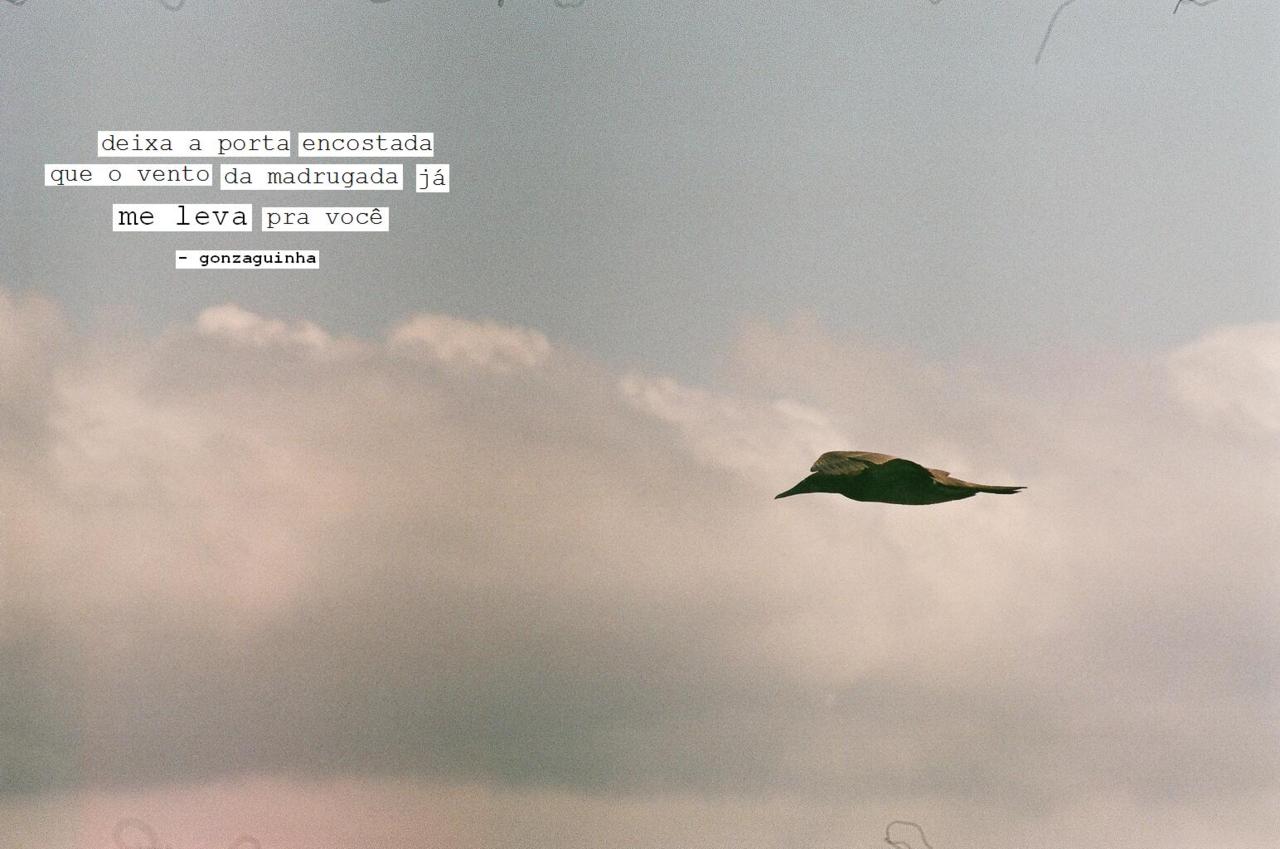 deixa a porta encostada
que o vento da madrugada já
me leva pra você
- gonzaguinha